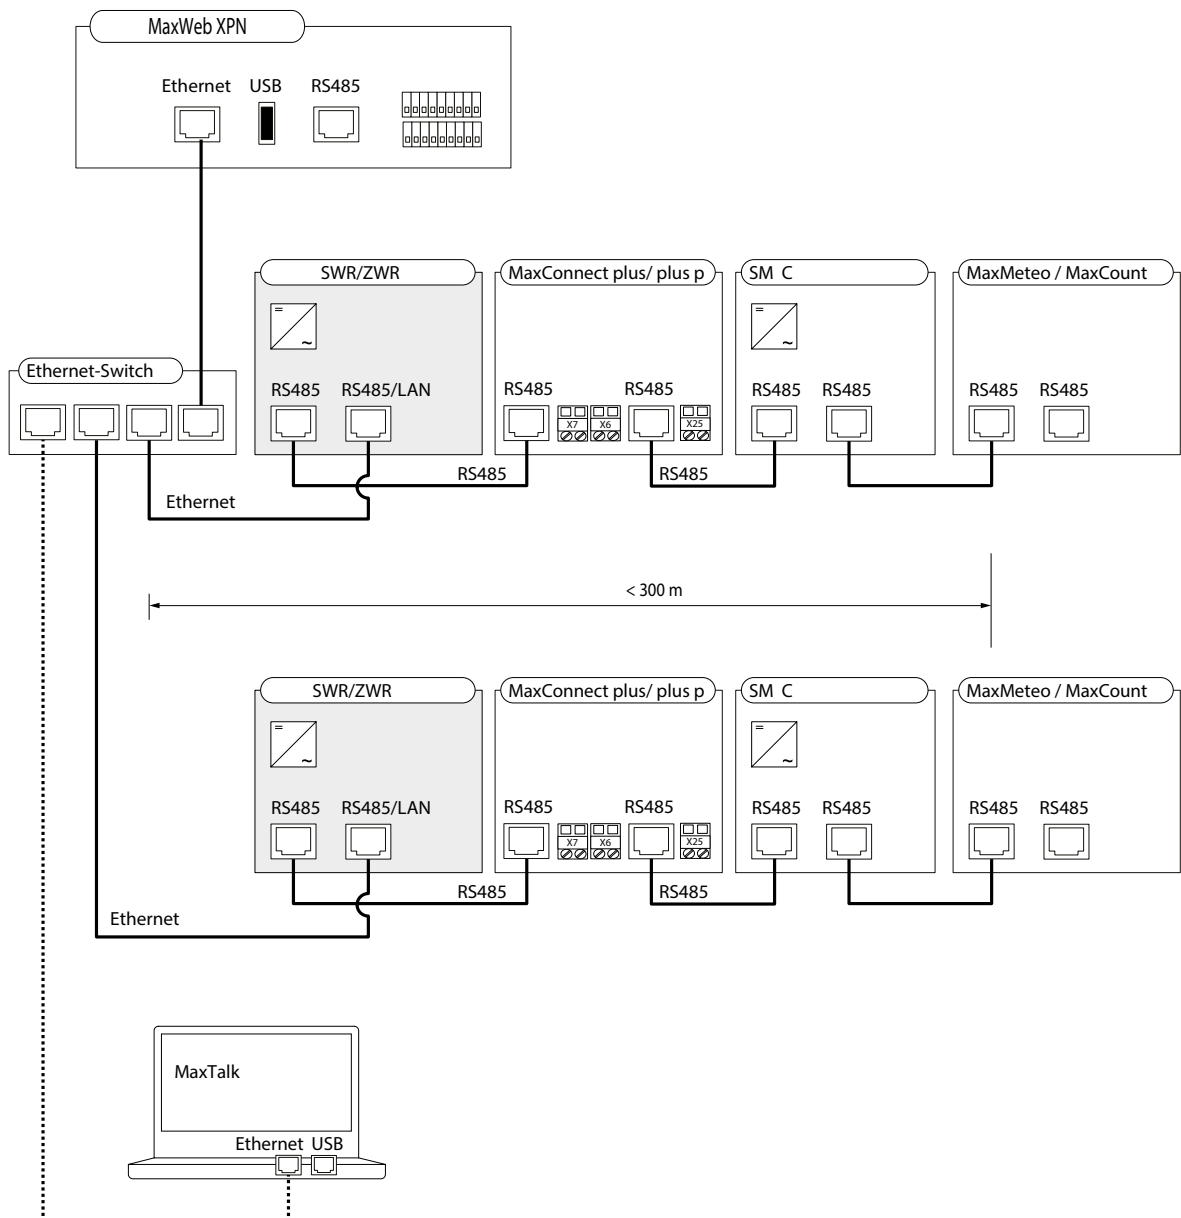 MaxWeb XPN
Ethernet USB RS485
SWR/ZWR MaxConnect plus/ plus p SM C MaxMeteo / MaxCount
Ethernet-Switch
RS485 RS485/LAN RS485 RS485 RS485 RS485 RS485 RS485
X7 X6 X25
RS485 RS485
Ethernet
< 300 m
SWR/ZWR MaxConnect plus/ plus p SM C MaxMeteo / MaxCount
RS485 RS485/LAN RS485 RS485 RS485 RS485 RS485 RS485
X7 X6 X25
RS485 RS485
Ethernet
MaxTalk
Ethernet USB